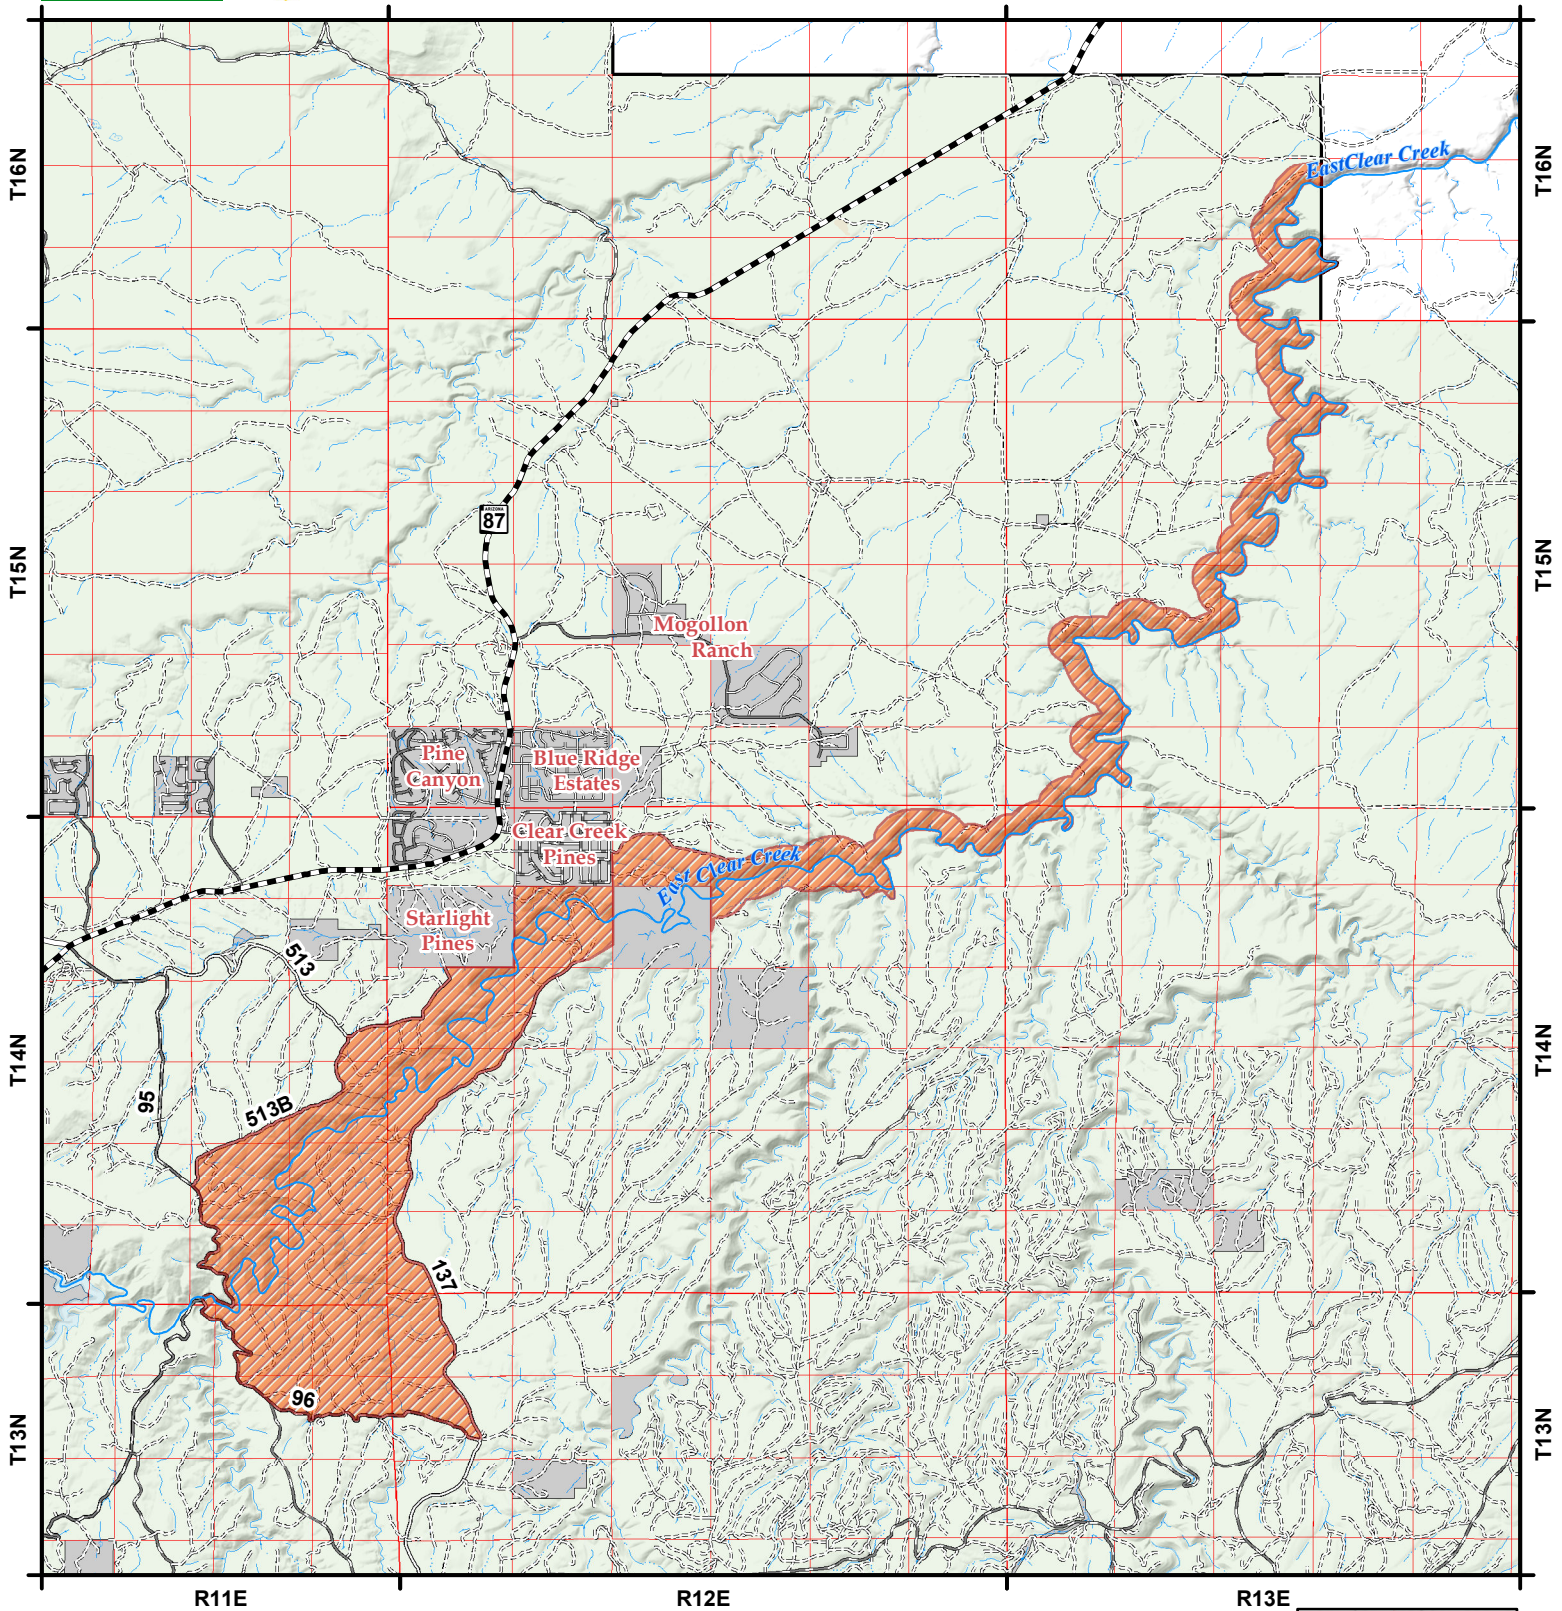 EastClear Creek
T16N
T16N
ARIZONA
87
T15N
T15N
Mogollon
Ranch
Pine
Canyon
Blue Ridge
Estates
Clear Creek
Pines
East Clear Creek
Starlight
Pines
513
T14N
T14N
95
513B
137
96
T13N
T13N
R11E
R12E
R13E